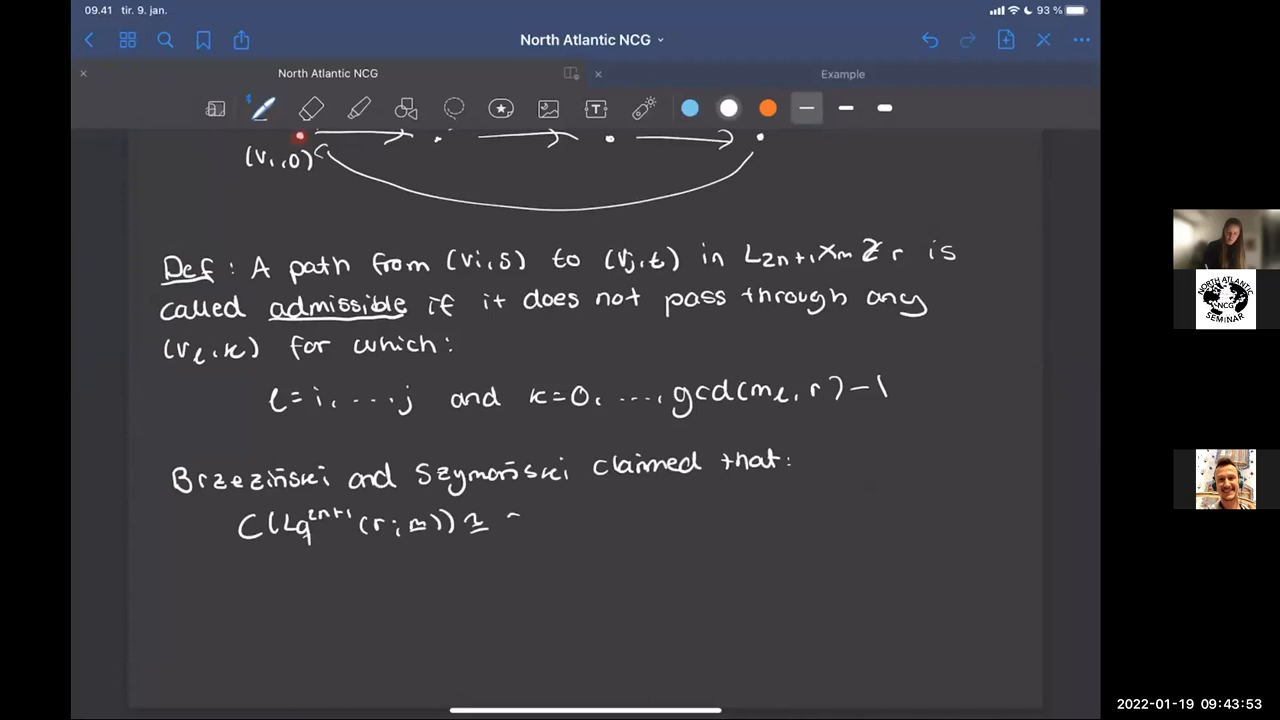 09.41 tir. 9. jan.
93 %
North Atlantic NCG
North Atlantic NCG
Example
(v₁,0)
Def: A path from (vi,s) to (vj,t) in L2n+1 ×m ℤr is
called admissible if it does not pass through any
(vℓ,k) for which:
ℓ=i,...,j and k=0,...,gcd(mℓ,r)-1
Brzeziński and Szymański claimed that:
C(Lq²ⁿ⁺¹(r;m)) ≅
NORTH ATLANTIC
NCG
SEMINAR
2022-01-19 09:43:53